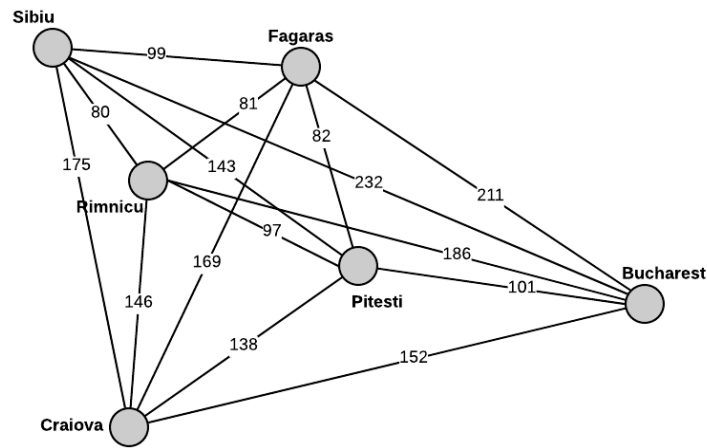 Sibiu
Fagaras
99
80
81
82
175
143
232
211
Rimnicu
97
186
169
Bucharest
146
101
Pitesti
138
152
Craiova